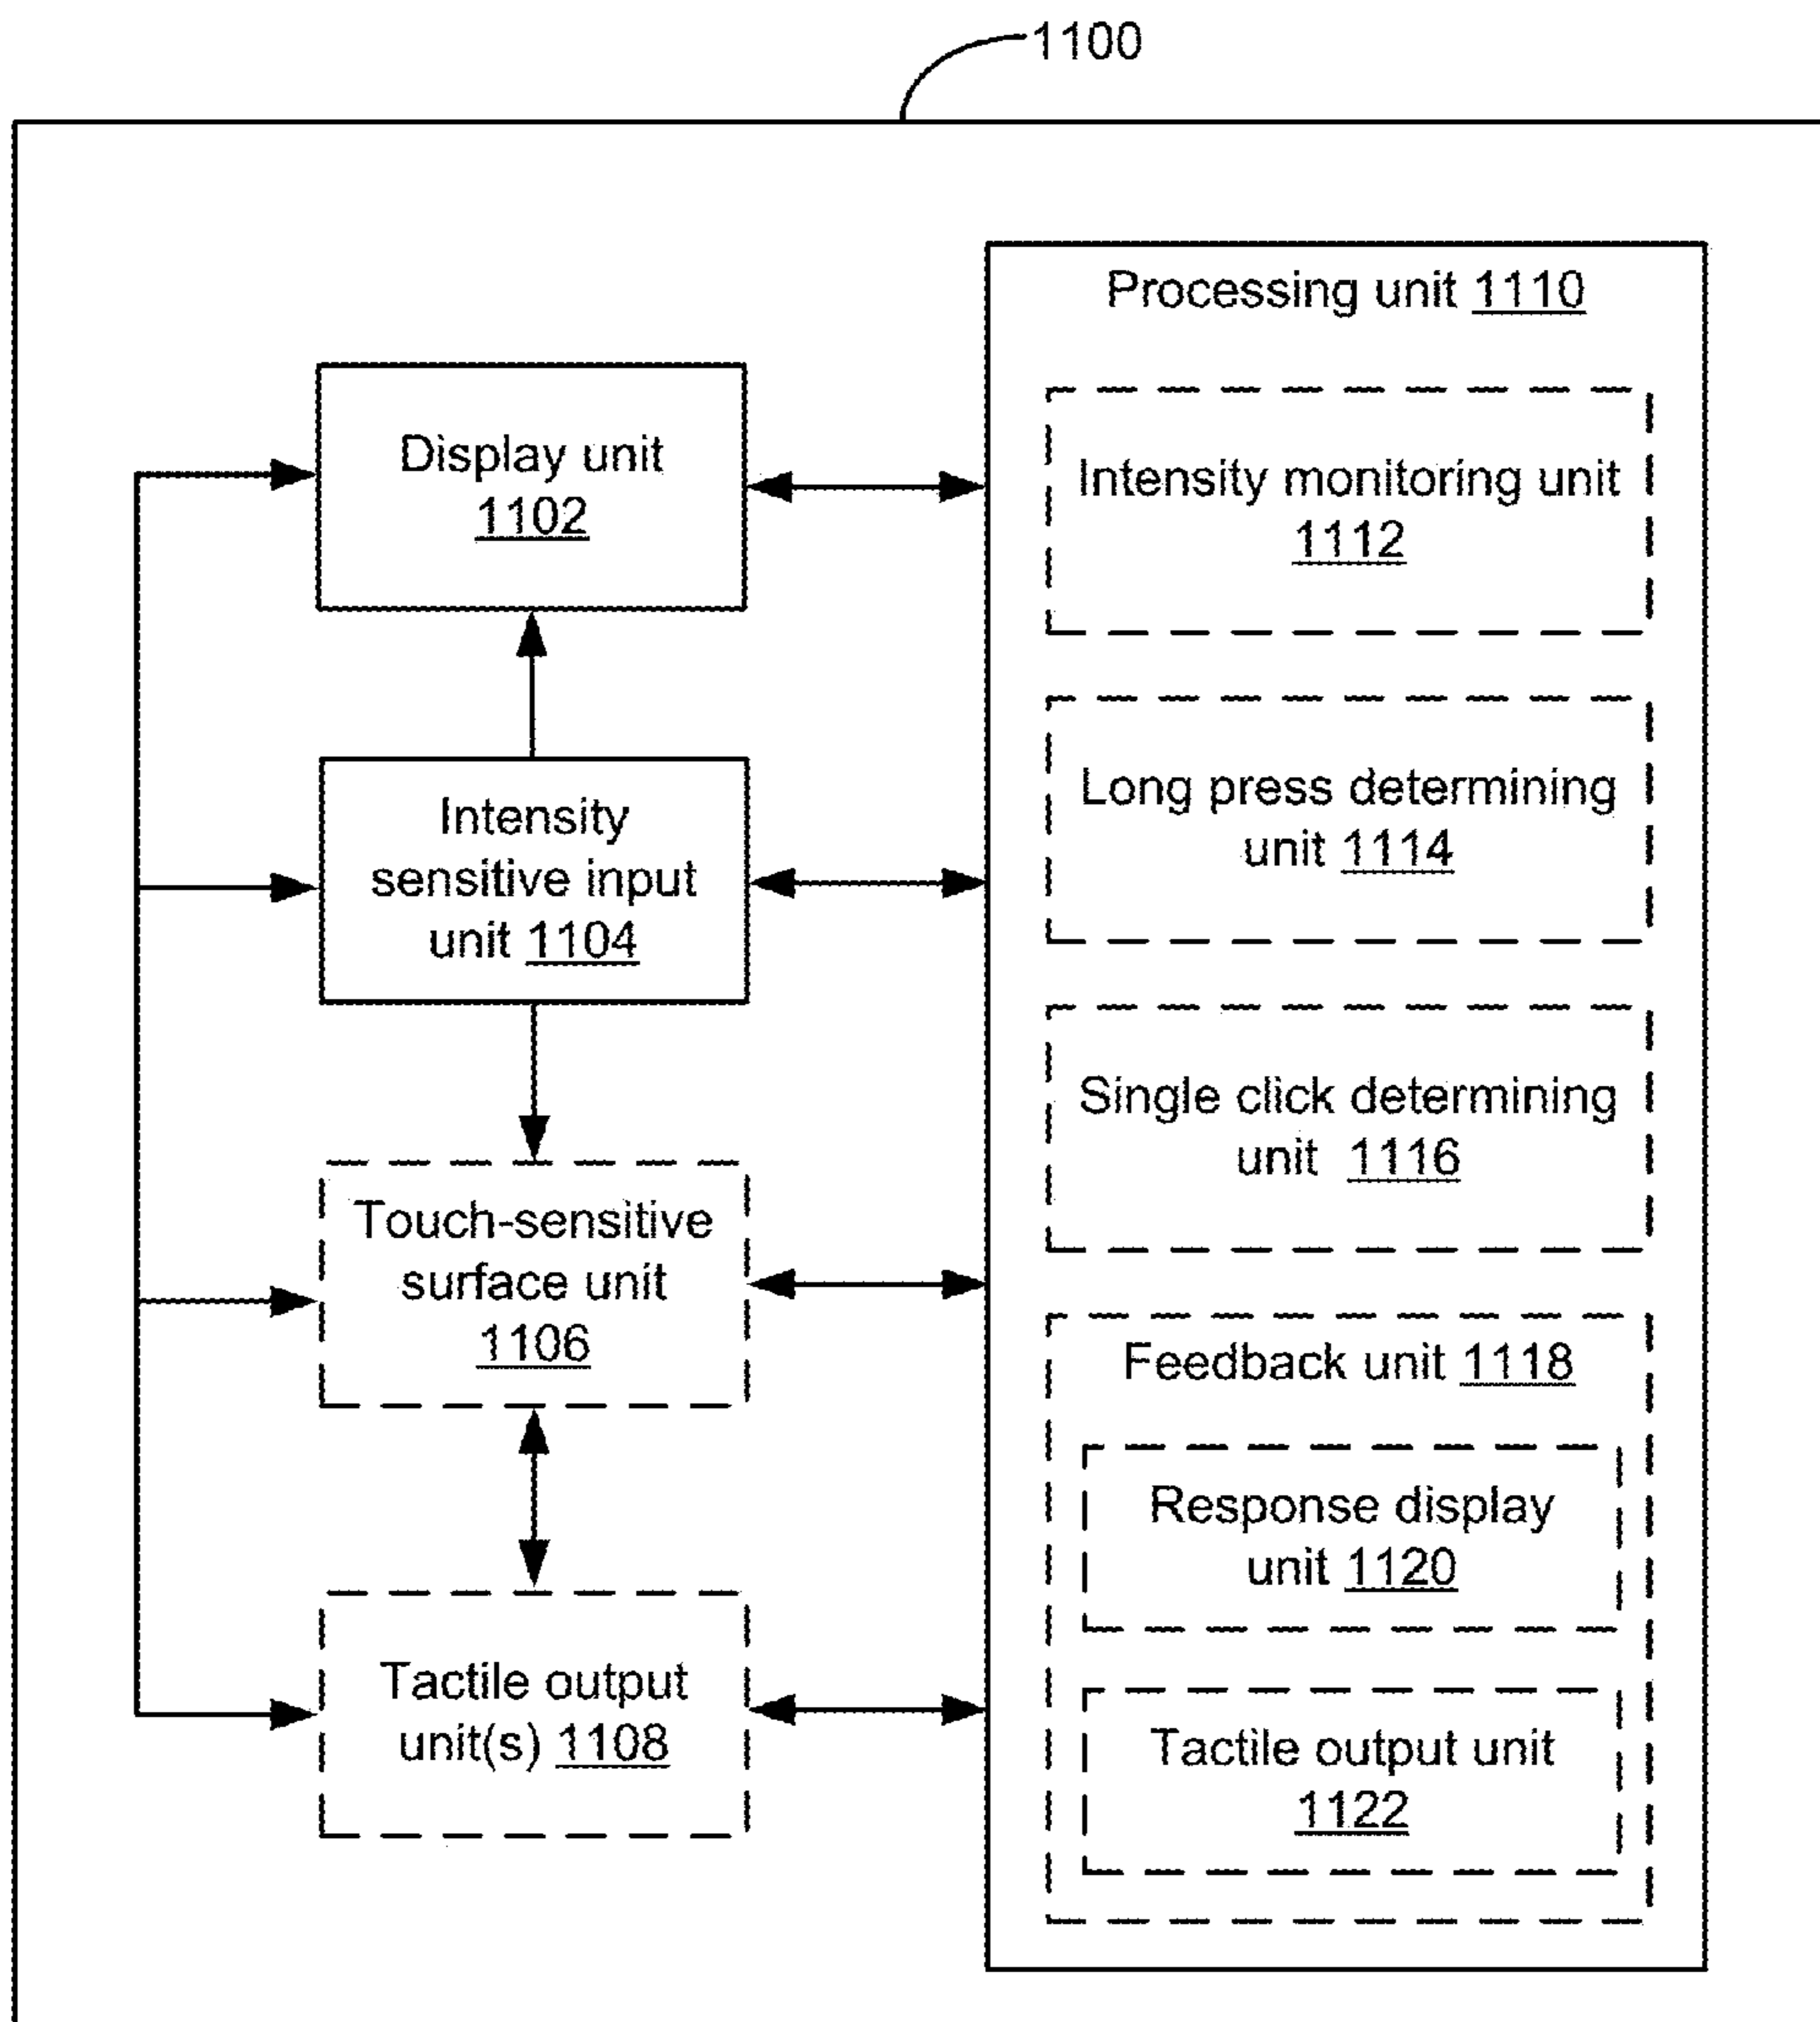 1100
Display unit
1102
Intensity
sensitive input
unit 1104
Touch-sensitive
surface unit
1106
Tactile output
unit(s) 1108
Processing unit 1110
Intensity monitoring unit
1112
Long press determining
unit 1114
Single click determining
unit 1116
Feedback unit 1118
Response display
unit 1120
Tactile output unit
1122